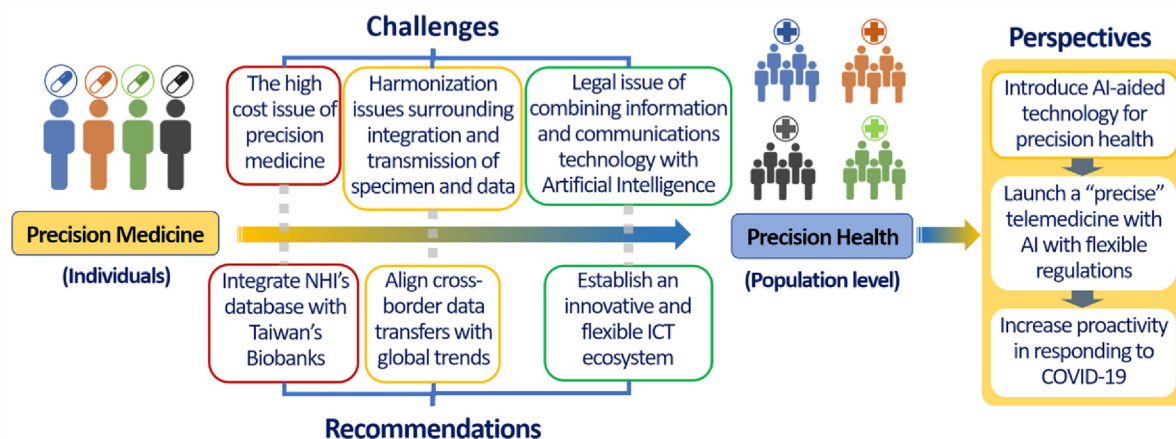 Challenges
The high
cost issue of
precision
medicine
Harmonization
issues surrounding
integration and
transmission of
specimen and data
Legal issue of
combining information
and communications
technology with
Artificial Intelligence
Precision Medicine
(Individuals)
Integrate NHI's
database with
Taiwan's
Biobanks
Align cross-
border data
transfers with
global trends
Establish an
innovative and
flexible ICT
ecosystem
Recommendations
Precision Health
(Population level)
Perspectives
Introduce AI-aided
technology for
precision health
Launch a “precise”
telemedicine with
AI with flexible
regulations
Increase proactivity
in responding to
COVID-19